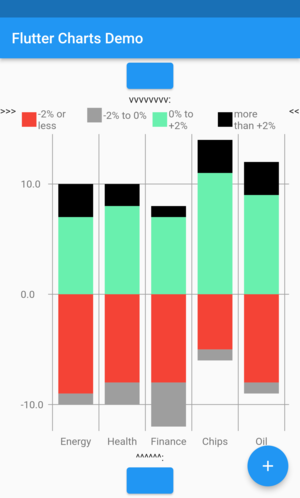 Flutter Charts Demo
vvvvvvvv:
>>> -2% or less -2% to 0% 0% to +2% more than +2% <<
10.0
0.0
-10.0
Energy Health Finance Chips Oil
^^^^^^:
+